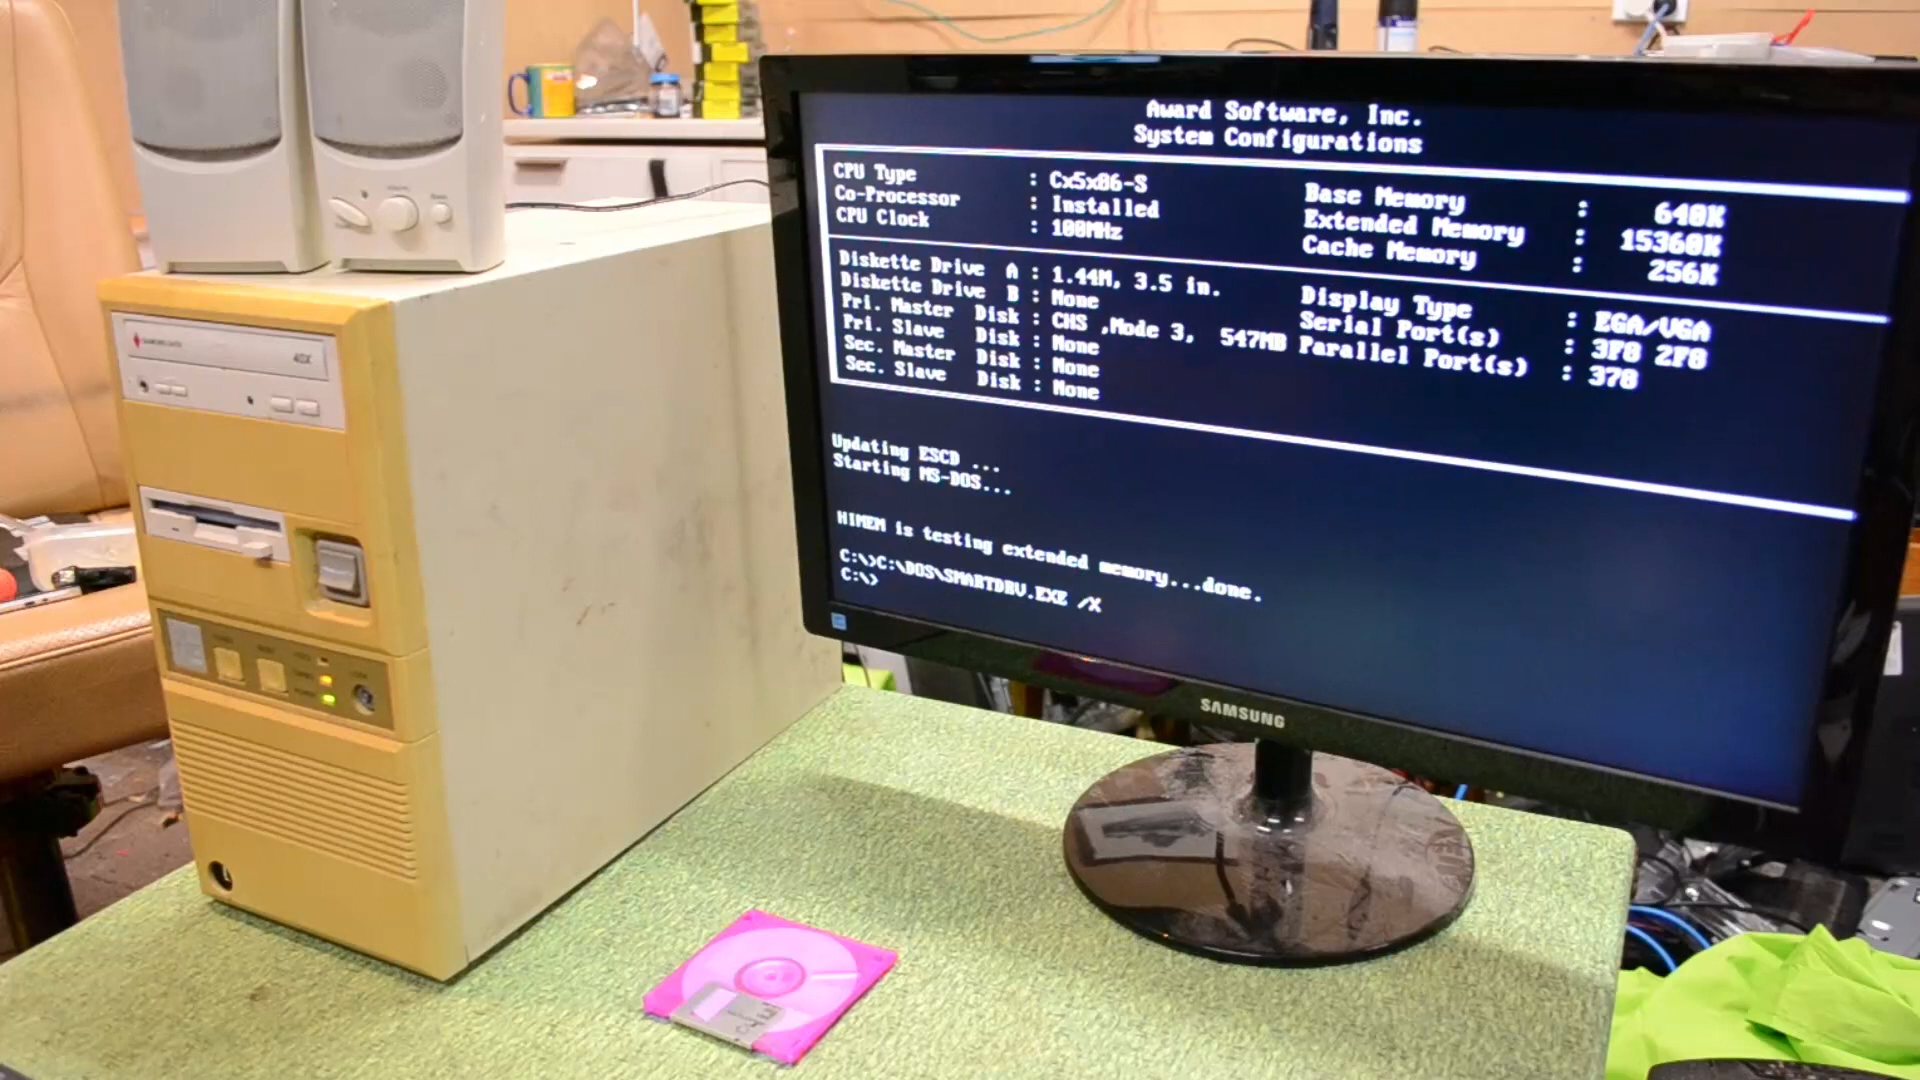 Award Software, Inc.
System Configurations
CPU Type : Cx5x86-S Base Memory : 640K
Co-Processor : Installed Extended Memory : 15360K
CPU Clock : 100MHz Cache Memory : 256K
Diskette Drive A : 1.44M, 3.5 in. Display Type : EGA/VGA
Diskette Drive B : None Serial Port(s) : 3F8 2F8
Pri. Master Disk : CHS ,Mode 3, 547MB Parallel Port(s) : 378
Pri. Slave Disk : None
Sec. Master Disk : None
Sec. Slave Disk : None
Updating ESCD ...
Starting MS-DOS...
HIMEM is testing extended memory...done.
C:\>C:\DOS\SMARTDRV.EXE /X
C:\>
SAMSUNG
40X